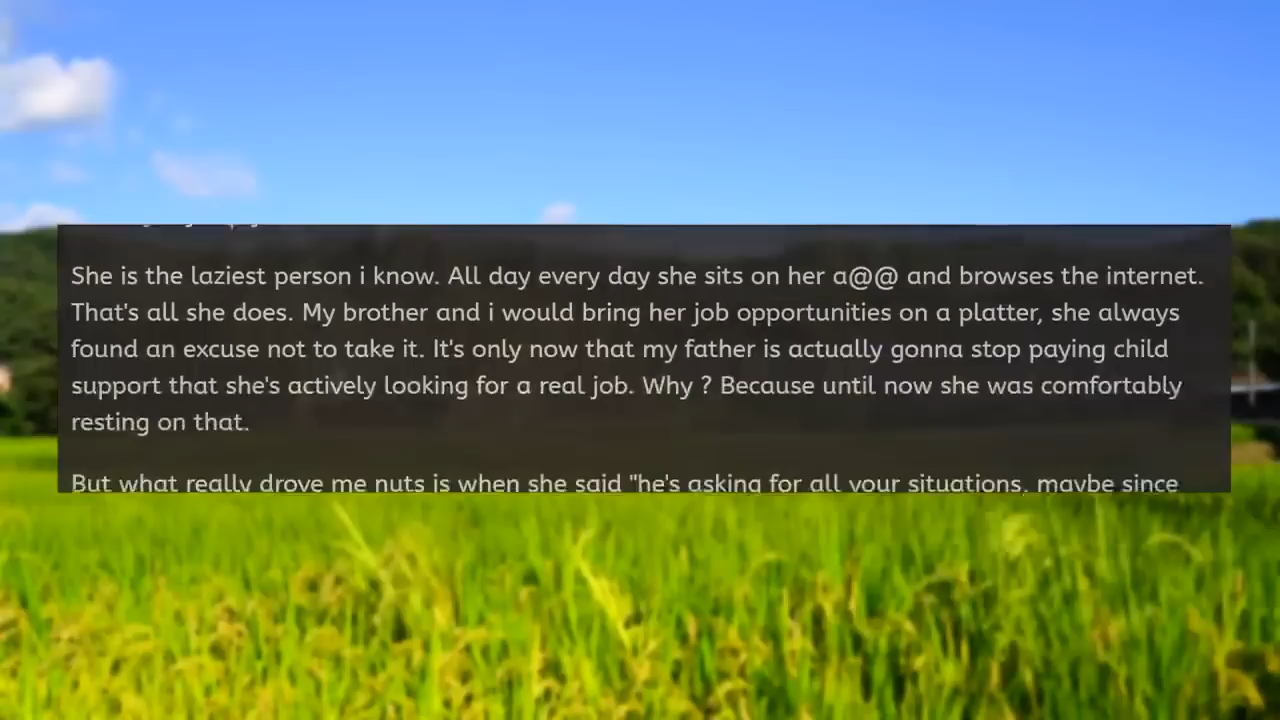 She is the laziest person i know. All day every day she sits on her a@@ and browses the internet.
That's all she does. My brother and i would bring her job opportunities on a platter, she always
found an excuse not to take it. It's only now that my father is actually gonna stop paying child
support that she's actively looking for a real job. Why ? Because until now she was comfortably
resting on that.
But what really drove me nuts is when she said "he's asking for all your situations, maybe since